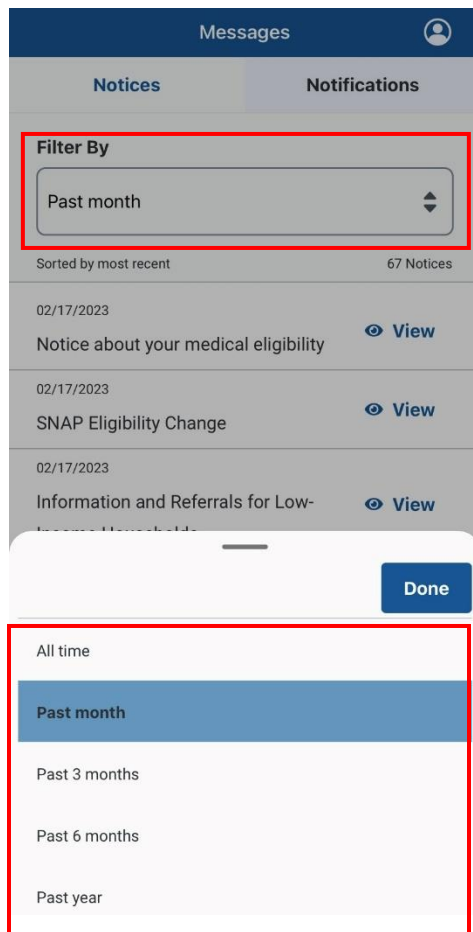 Messages
Notices Notifications
Filter By
Past month
Sorted by most recent 67 Notices
02/17/2023
Notice about your medical eligibility View
02/17/2023
SNAP Eligibility Change View
02/17/2023
Information and Referrals for Low- View
Done
All time
Past month
Past 3 months
Past 6 months
Past year